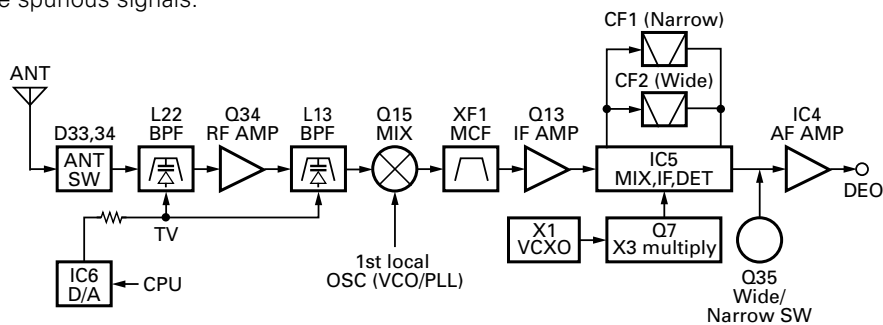 e spurious signals.
CF1 (Narrow)
CF2 (Wide)
ANT
D33,34
ANT
SW
L22
BPF
Q34
RF AMP
L13
BPF
Q15
MIX
XF1
MCF
Q13
IF AMP
IC5
MIX,IF,DET
IC4
AF AMP
DEO
TV
IC6
D/A
CPU
1st local
OSC (VCO/PLL)
X1
VCXO
Q7
X3 multiply
Q35
Wide/
Narrow SW